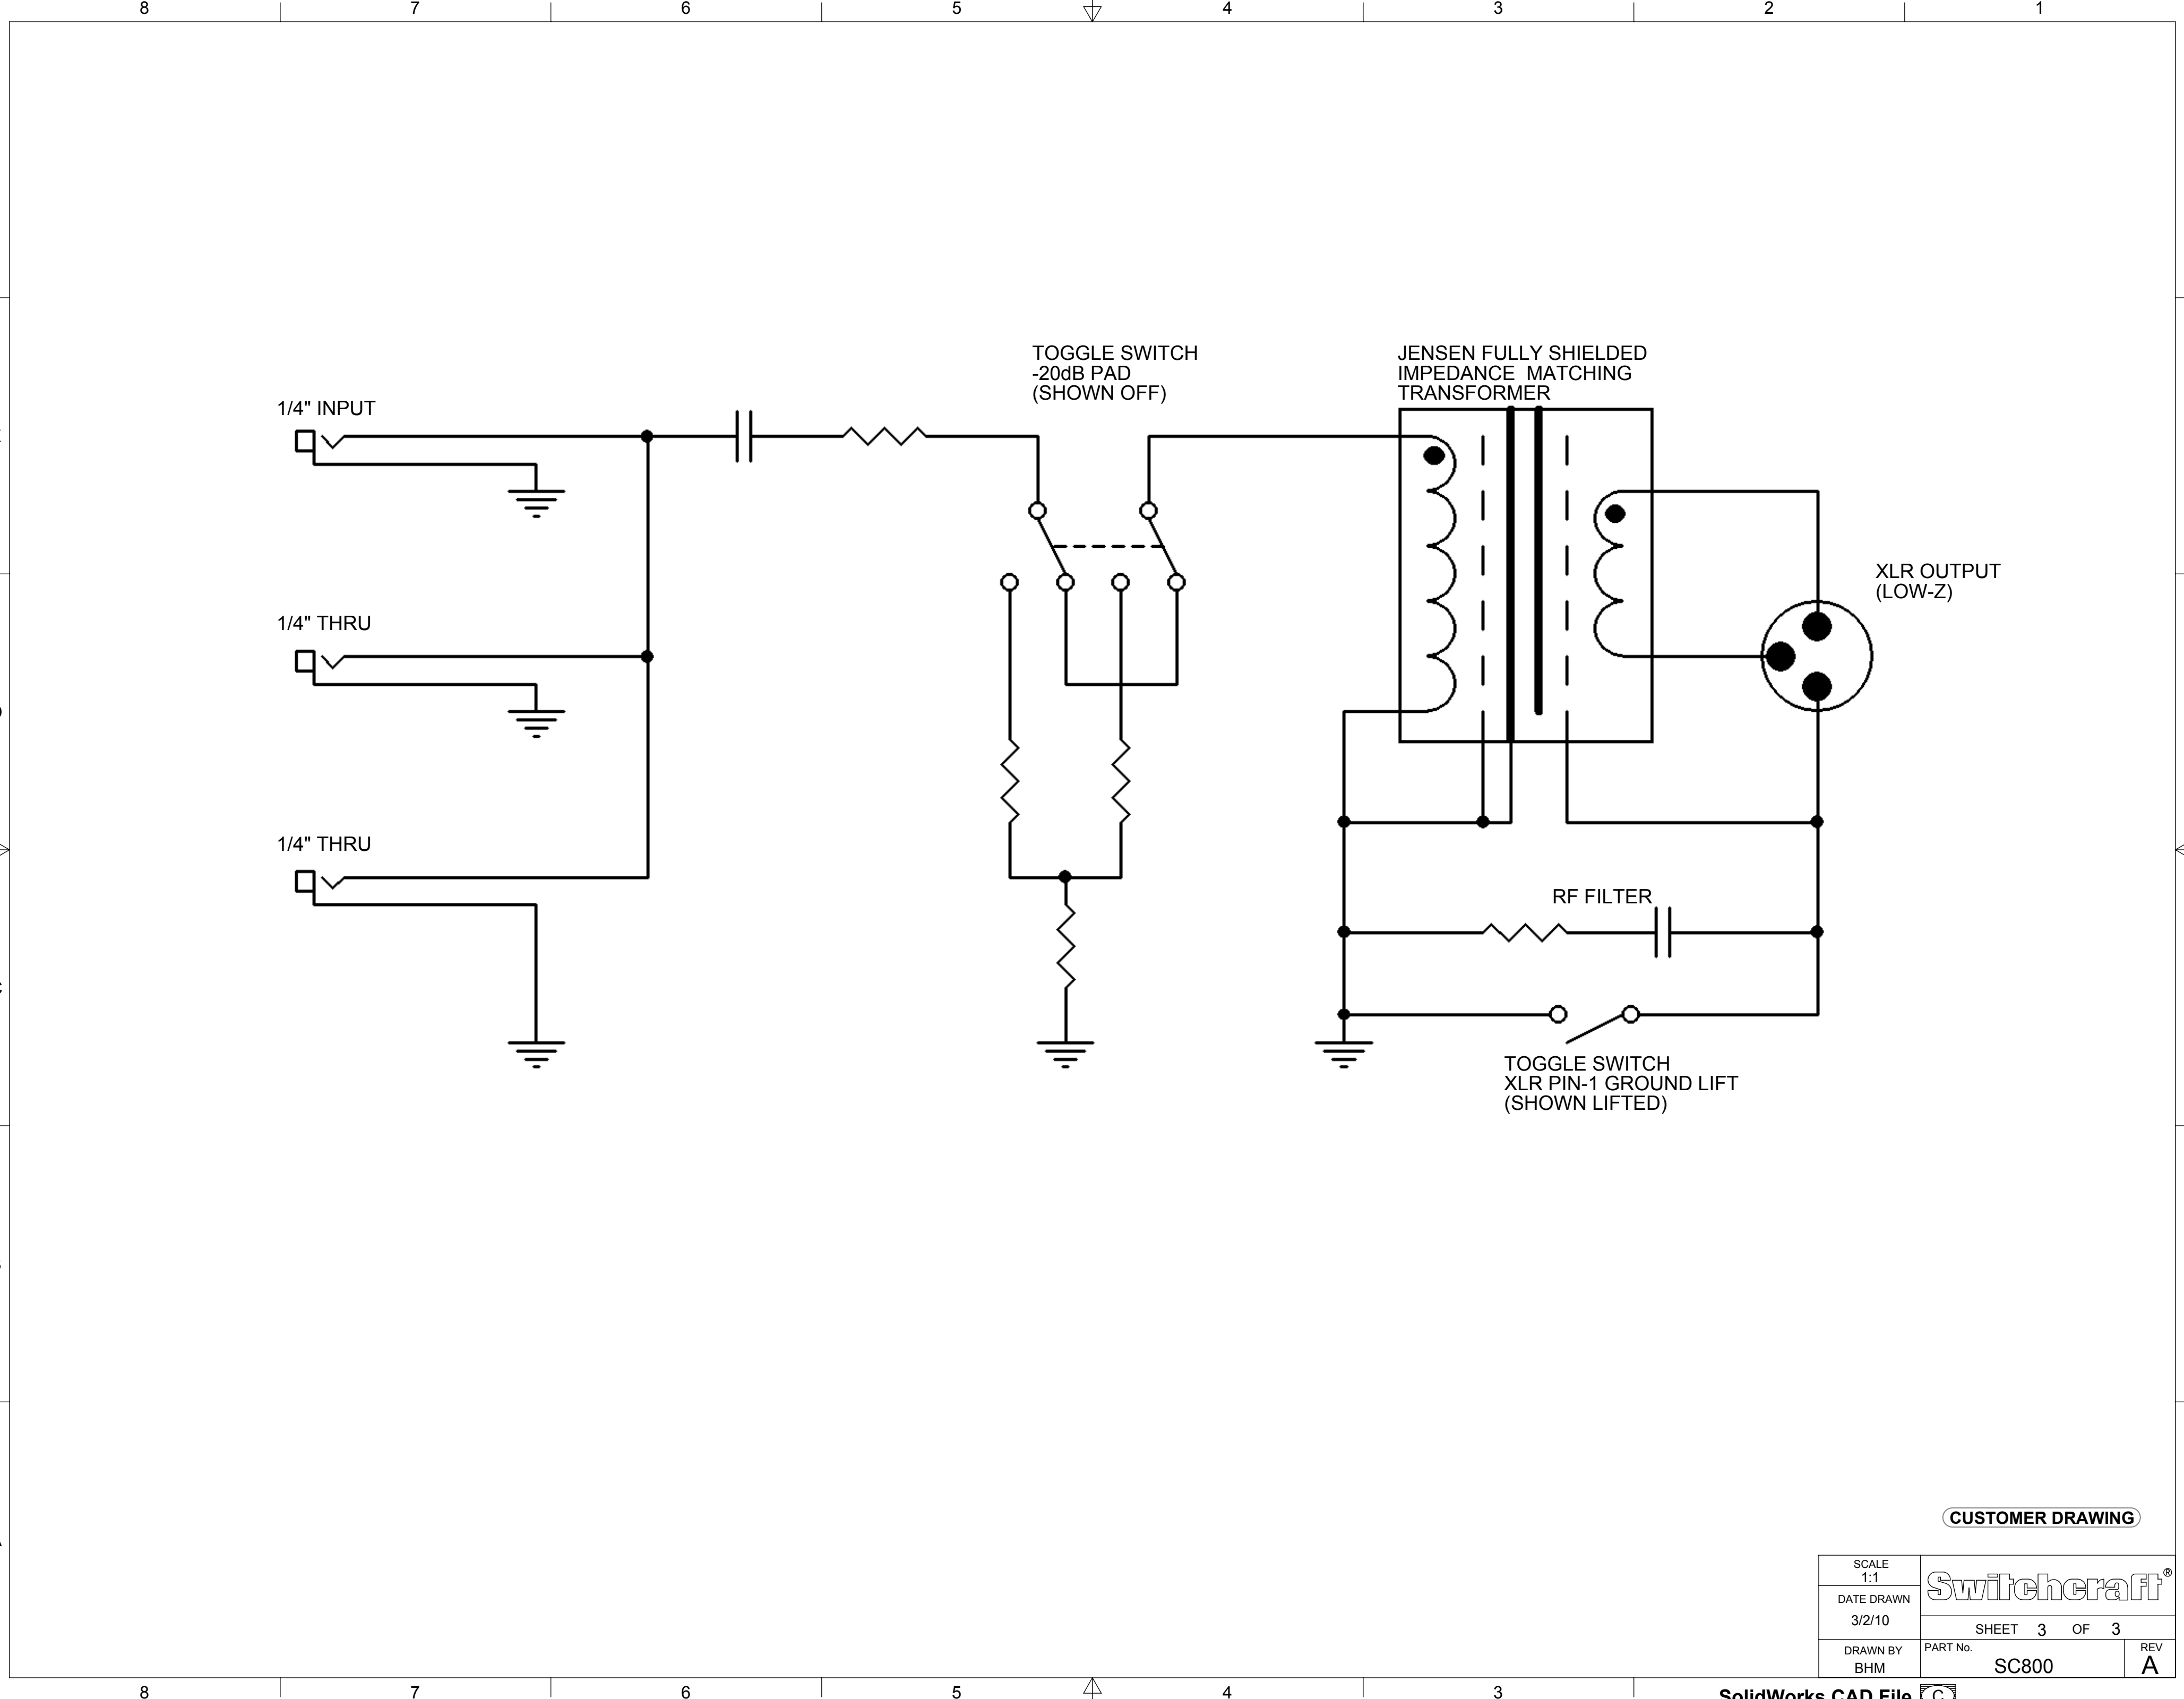 8 7 6 5 4 3 2 1
TOGGLE SWITCH
-20dB PAD
(SHOWN OFF)
JENSEN FULLY SHIELDED
IMPEDANCE MATCHING
TRANSFORMER
1/4" INPUT
XLR OUTPUT
(LOW-Z)
1/4" THRU
1/4" THRU
RF FILTER
TOGGLE SWITCH
XLR PIN-1 GROUND LIFT
(SHOWN LIFTED)
CUSTOMER DRAWING
SCALE
1:1
Switchcraft®
DATE DRAWN
3/2/10
SHEET 3 OF 3
DRAWN BY
BHM
PART No.
SC800
REV
A
8 7 6 5 4 3
SolidWorks CAD File C